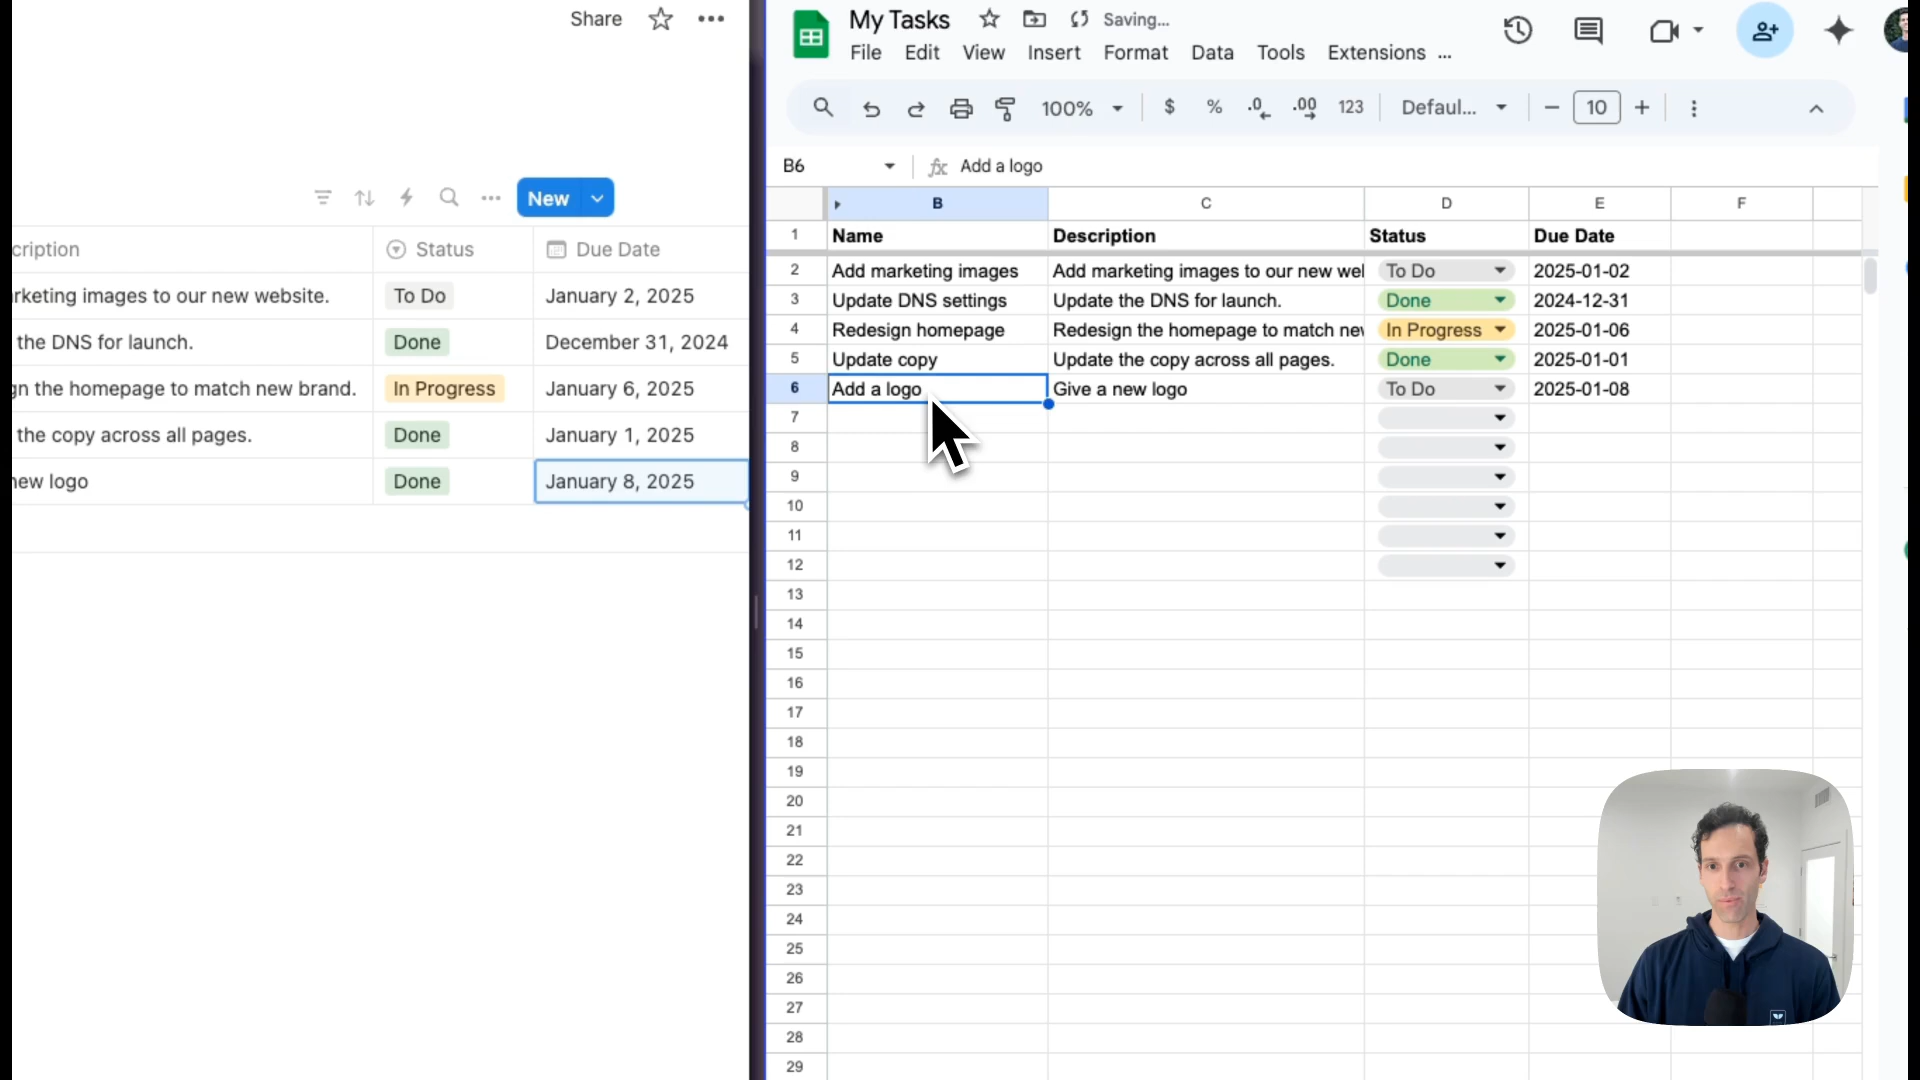 Share
New
cription Status Due Date
rketing images to our new website. To Do January 2, 2025
the DNS for launch. Done December 31, 2024
gn the homepage to match new brand. In Progress January 6, 2025
the copy across all pages. Done January 1, 2025
new logo Done January 8, 2025
My Tasks Saving...
File Edit View Insert Format Data Tools Extensions ...
100% $ % .0 .00 123 Defaul... 10
B6 fx Add a logo
B C D E F
1 Name Description Status Due Date
2 Add marketing images Add marketing images to our new wel To Do 2025-01-02
3 Update DNS settings Update the DNS for launch. Done 2024-12-31
4 Redesign homepage Redesign the homepage to match nev In Progress 2025-01-06
5 Update copy Update the copy across all pages. Done 2025-01-01
6 Add a logo Give a new logo To Do 2025-01-08
7
8
9
10
11
12
13
14
15
16
17
18
19
20
21
22
23
24
25
26
27
28
29